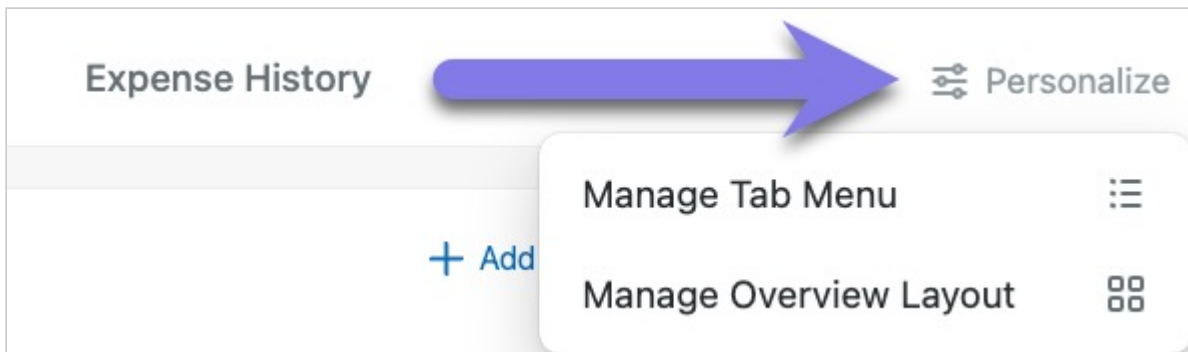 Expense History
Personalize
Manage Tab Menu
+ Add
Manage Overview Layout